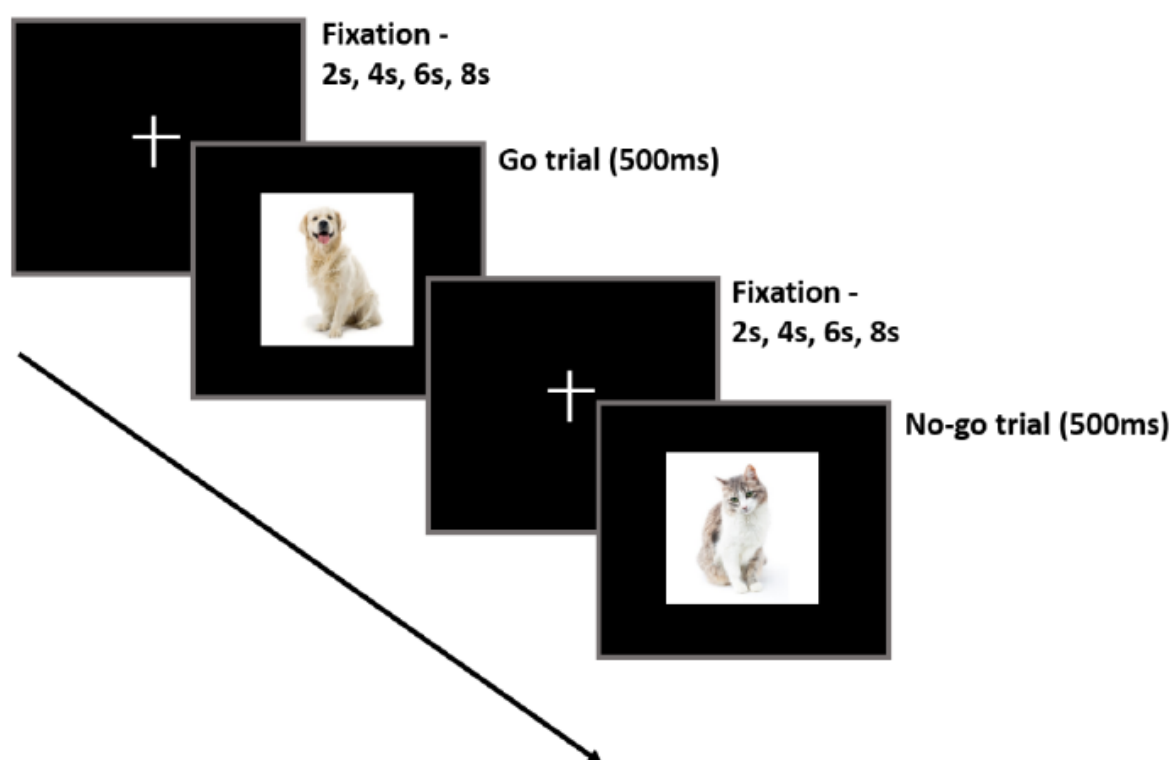 Fixation -
2s, 4s, 6s, 8s
Go trial (500ms)
Fixation -
2s, 4s, 6s, 8s
No-go trial (500ms)